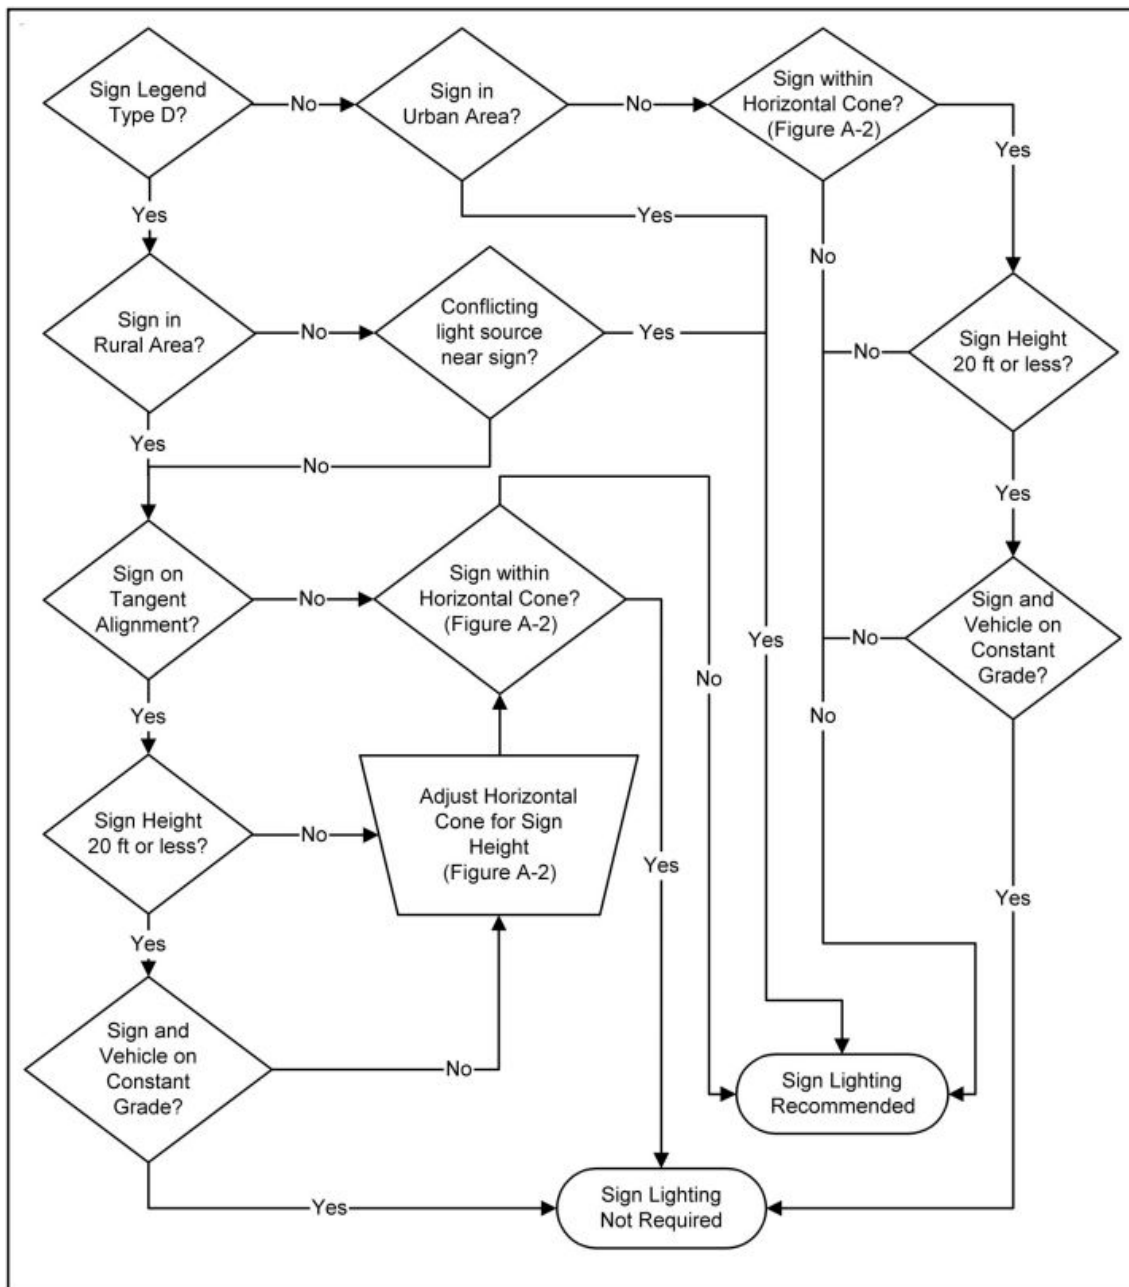 Sign Legend
Type D?
No
Sign in
Urban Area?
No
Sign within
Horizontal Cone?
(Figure A-2)
Yes
Yes
Yes
No
Sign in
Rural Area?
No
Conflicting
light source
near sign?
Yes
Sign Height
20 ft or less?
No
Yes
No
Yes
Sign on
Tangent
Alignment?
No
Sign within
Horizontal Cone?
(Figure A-2)
Yes
No
Sign and
Vehicle on
Constant
Grade?
No
No
Yes
Sign Height
20 ft or less?
No
Adjust Horizontal
Cone for Sign
Height
(Figure A-2)
Yes
Yes
Yes
Sign and
Vehicle on
Constant
Grade?
No
Sign Lighting
Recommended
Yes
Sign Lighting
Not Required